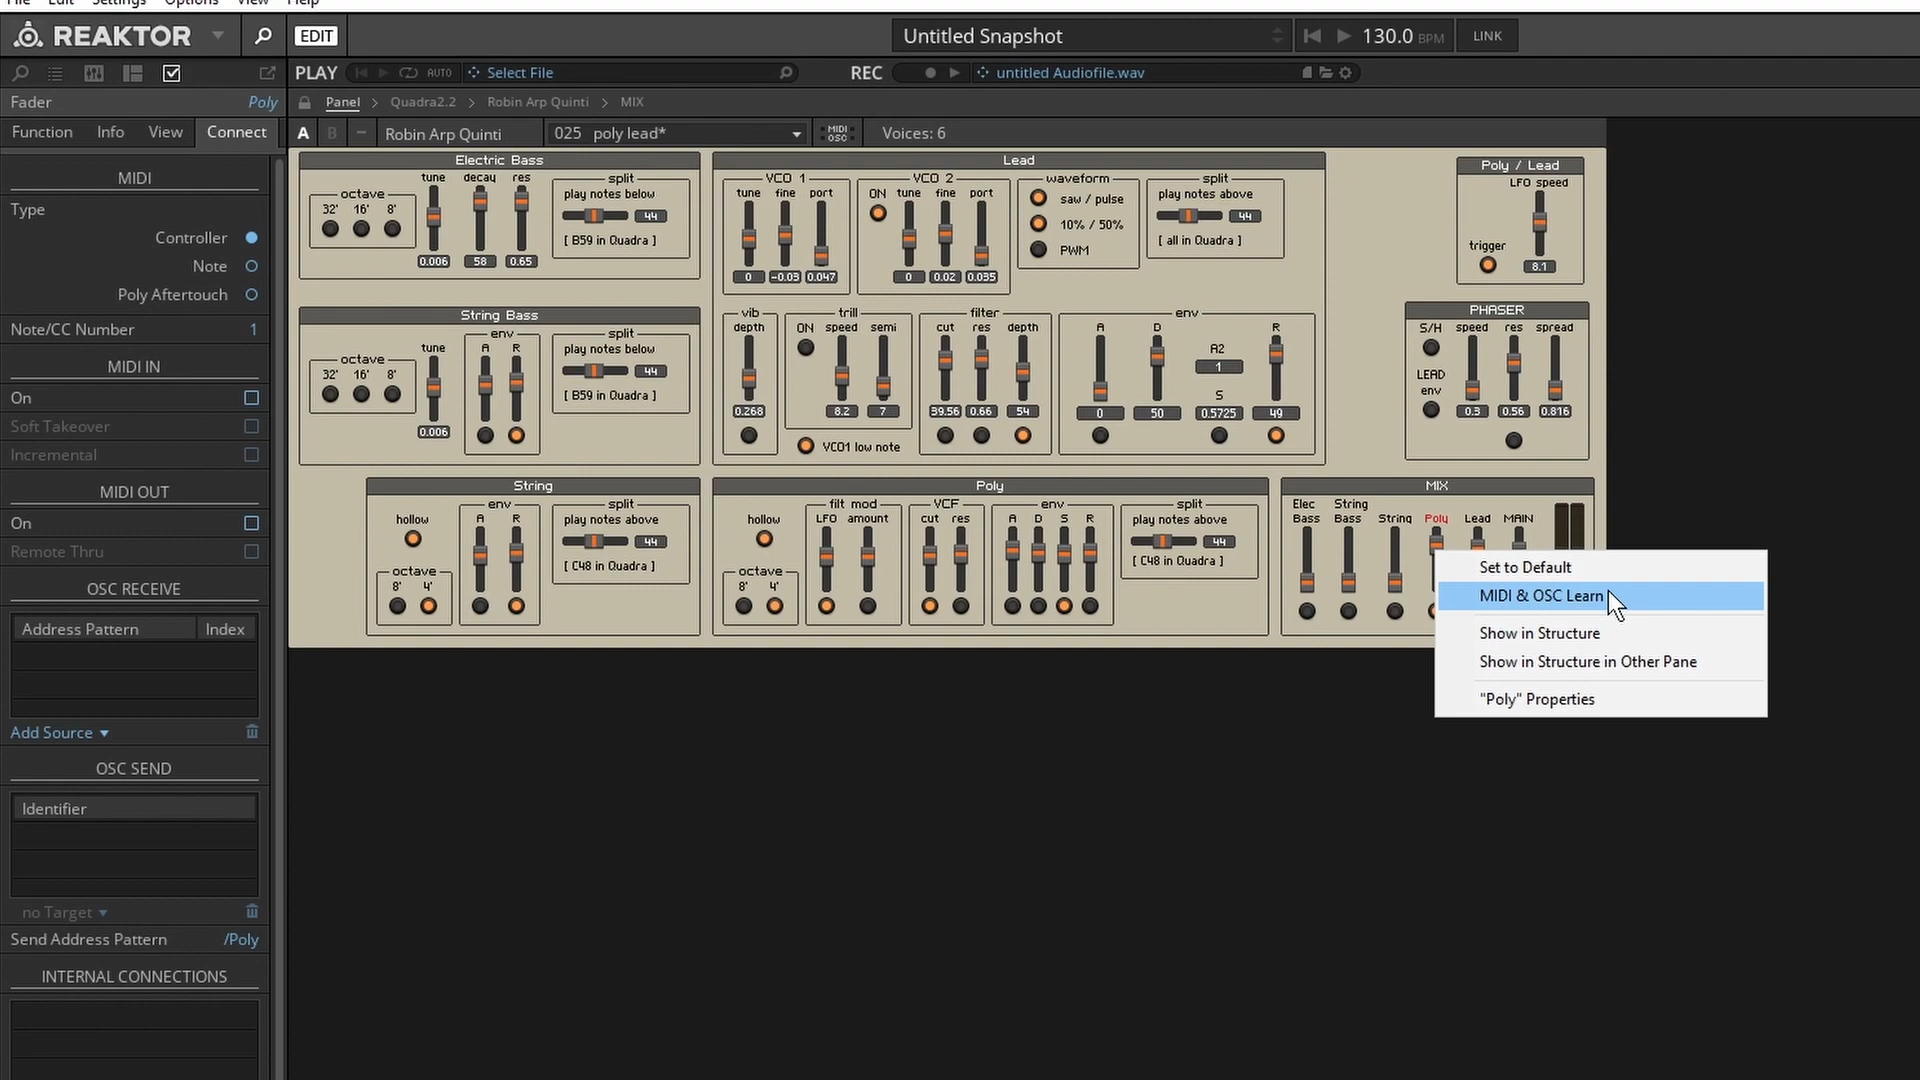 File Edit Settings Options View Help
REAKTOR EDIT Untitled Snapshot 130.0 BPM LINK
PLAY AUTO Select File REC untitled Audiofile.wav
Fader Poly
Panel > Quadra2.2 > Robin Arp Quinti > MIX
Function Info View Connect
A B Robin Arp Quinti 025 poly lead* MIDI OSC Voices: 6
MIDI
Type
Controller
Note
Poly Aftertouch
Note/CC Number 1
MIDI IN
On
Soft Takeover
Incremental
MIDI OUT
On
Remote Thru
OSC RECEIVE
Address Pattern Index
Add Source
OSC SEND
Identifier
no Target
Send Address Pattern /Poly
INTERNAL CONNECTIONS
Electric Bass
octave
32' 16' 8'
tune decay res
0.006 58 0.65
split
play notes below
44
[ B59 in Quadra ]
String Bass
octave
32' 16' 8'
tune
0.006
env
A R
split
play notes below
44
[ B59 in Quadra ]
Lead
VCO 1
tune fine port
0 -0.03 0.047
VCO 2
ON tune fine port
0 0.02 0.035
waveform
saw / pulse
10% / 50%
PWM
split
play notes above
44
[ all in Quadra ]
vib
depth
0.268
trill
ON speed semi
8.2 7
VCO1 low note
filter
cut res depth
39.56 0.66 54
env
A D R
A2
1
S
0 50 0.5725 49
Poly / Lead
LFO speed
trigger
8.1
PHASER
S/H speed res spread
LEAD
env
0.3 0.56 0.816
String
hollow
octave
8' 4'
env
A R
split
play notes above
44
[ C48 in Quadra ]
Poly
hollow
octave
8' 4'
filt mod
LFO amount
VCF
cut res
env
A D S R
split
play notes above
44
[ C48 in Quadra ]
MIX
Elec Bass String Bass String Poly Lead MAIN
Set to Default
MIDI & OSC Learn
Show in Structure
Show in Structure in Other Pane
"Poly" Properties